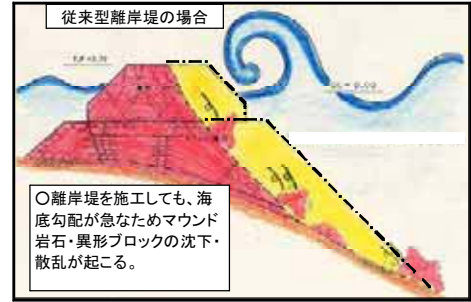 従来型離岸堤の場合
○離岸堤を施工しても、海
底勾配が急なためマウンド
岩石・異形ブロックの沈下・
散乱が起こる。